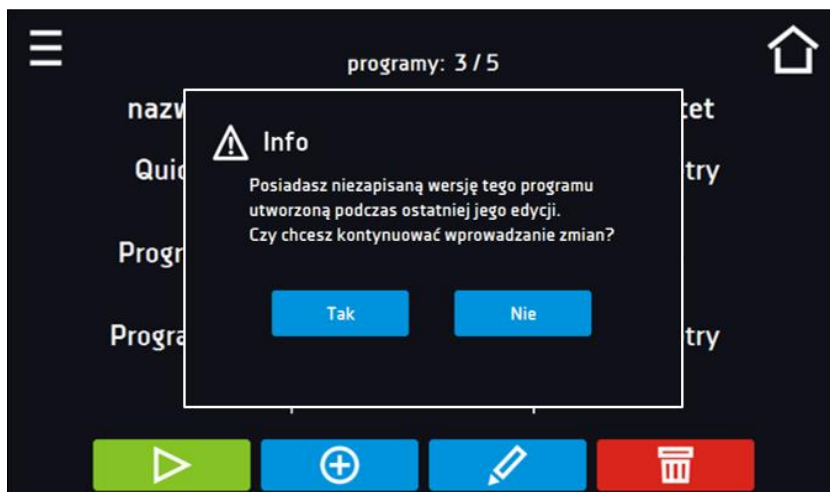 programy: 3 / 5
Info
Posiadasz niezapisaną wersję tego programu
utworzoną podczas ostatniej jego edycji.
Czy chcesz kontynuować wprowadzanie zmian?
Tak
Nie